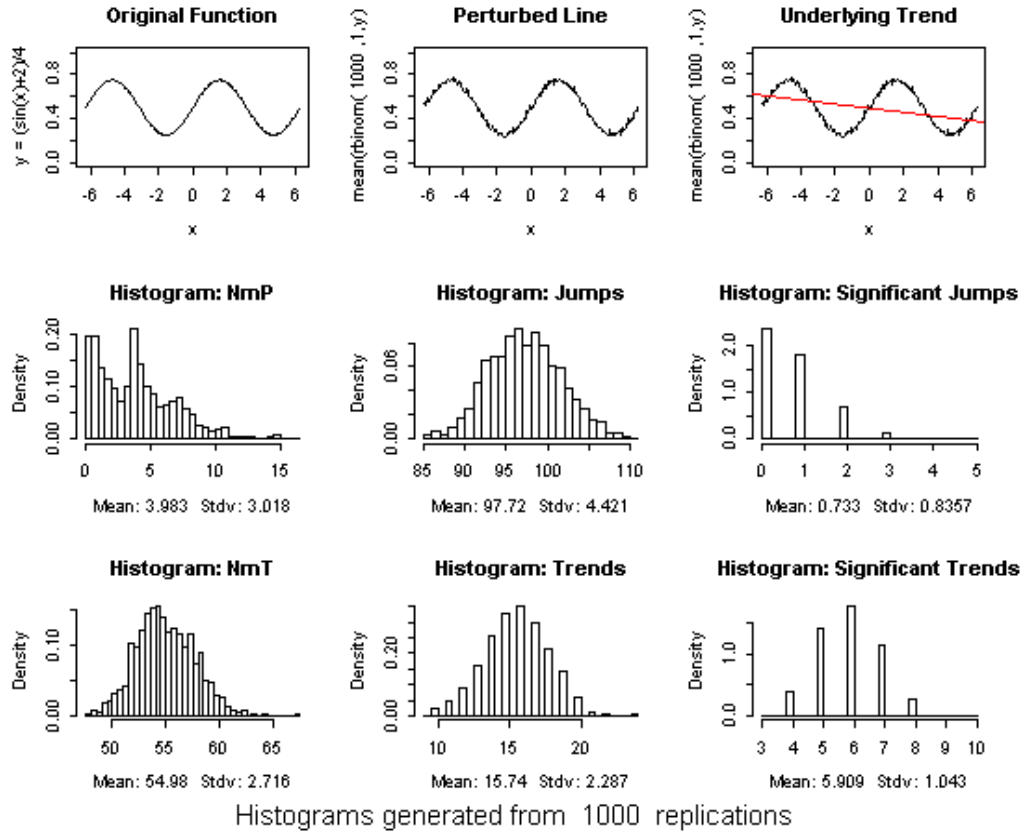 Original Function
Perturbed Line
Underlying Trend
y = (sin(x)+2)/4
0.0 0.4 0.8
-6 -4 -2 0 2 4 6
x
mean(rbinom( 1000 ,1,y)
0.0 0.4 0.8
-6 -4 -2 0 2 4 6
x
mean(rbinom( 1000 ,1,y)
0.0 0.4 0.8
-6 -4 -2 0 2 4 6
x
Histogram: NmP
Histogram: Jumps
Histogram: Significant Jumps
Density
0.00 0.10 0.20
0 5 10 15
Mean: 3.983 Stdv: 3.018
Density
0.00 0.06
85 90 95 100 110
Mean: 97.72 Stdv: 4.421
Density
0.0 1.0 2.0
0 1 2 3 4 5
Mean: 0.733 Stdv: 0.8357
Histogram: NmT
Histogram: Trends
Histogram: Significant Trends
Density
0.00 0.10
50 55 60 65
Mean: 54.98 Stdv: 2.716
Density
0.00 0.20
10 15 20
Mean: 15.74 Stdv: 2.287
Density
0.0 1.0
3 4 5 6 7 8 9 10
Mean: 5.909 Stdv: 1.043
Histograms generated from 1000 replications